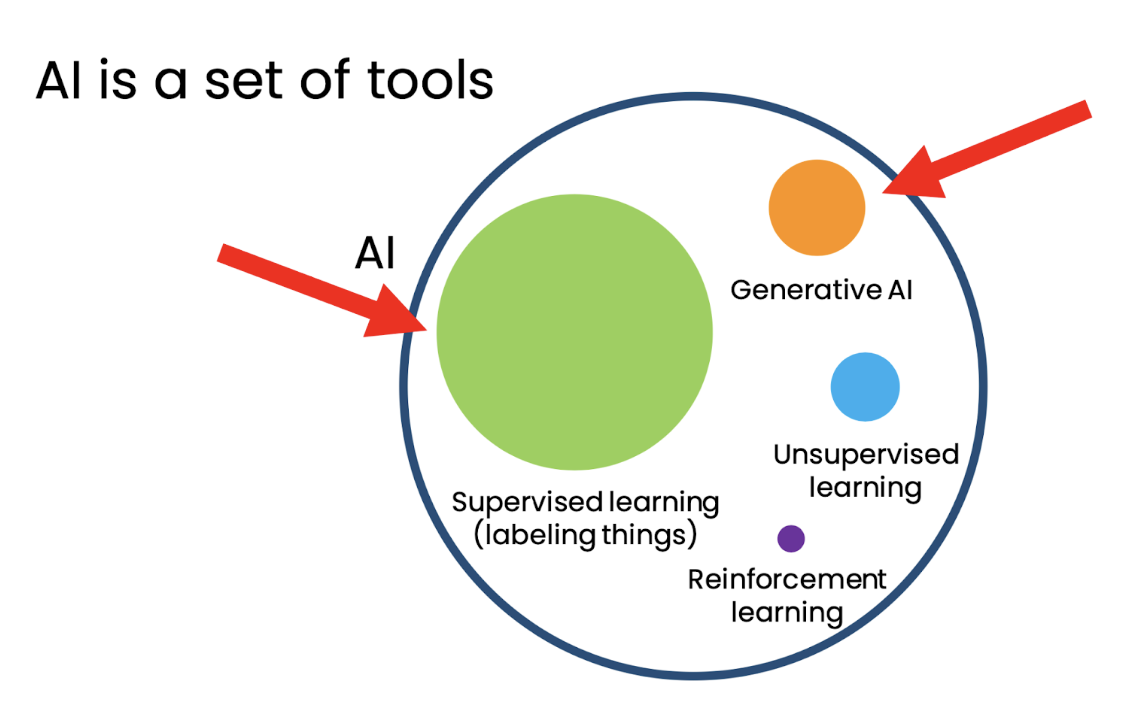 AI is a set of tools
AI
Generative AI
Unsupervised
learning
Supervised learning
(labeling things)
Reinforcement
learning